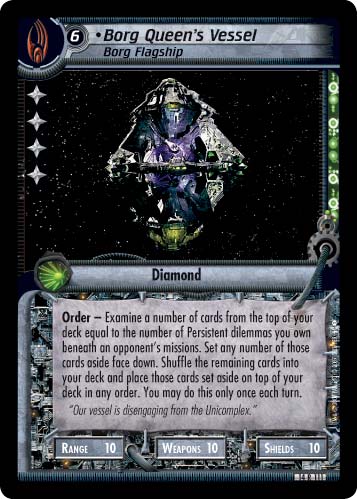 6
•Borg Queen's Vessel
Borg Flagship
Diamond
Order – Examine a number of cards from the top of your
deck equal to the number of Persistent dilemmas you own
beneath an opponent's missions. Set any number of those
cards aside face down. Shuffle the remaining cards into
your deck and place those cards set aside on top of your
deck in any order. You may do this only once each turn.
"Our vessel is disengaging from the Unicomplex."
RANGE 10 WEAPONS 10 SHIELDS 10